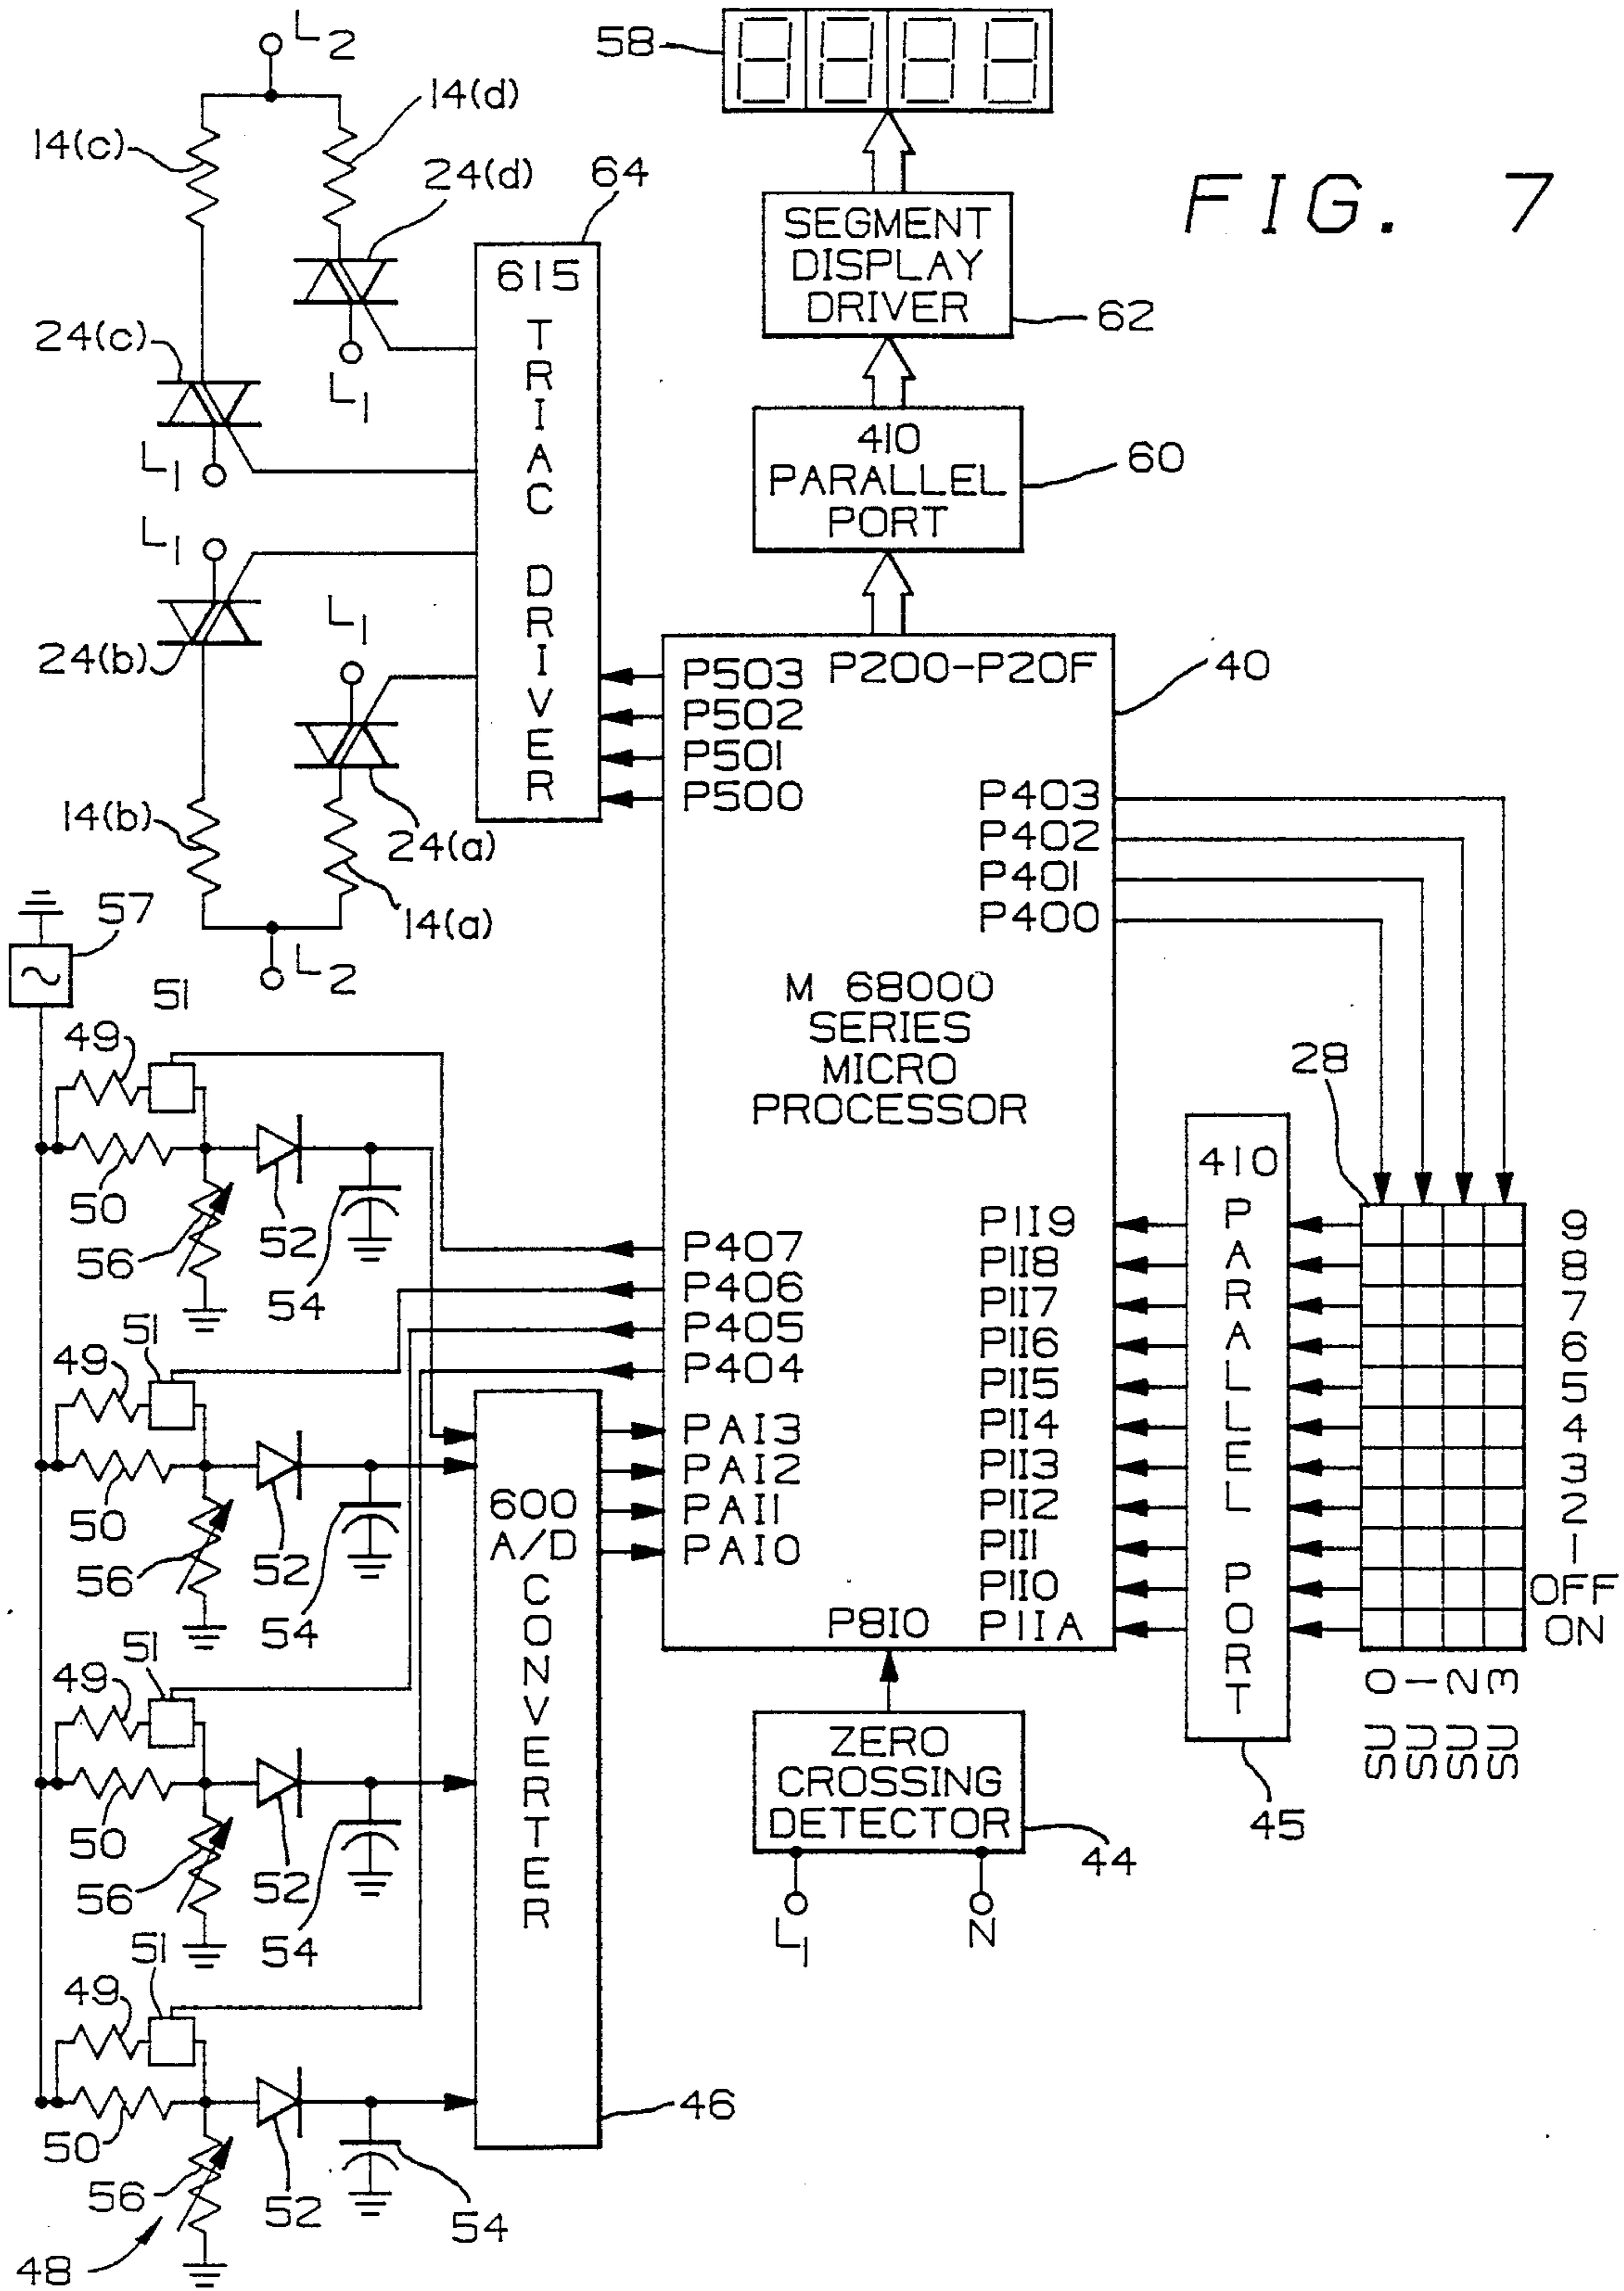 FIG. 7
58
L2
14(c)
14(d)
24(d)
64
24(c)
L1
L1
SEGMENT
DISPLAY
DRIVER
62
410
PARALLEL
PORT
60
615
TRIAC DRIVER
L1
24(b)
L1
14(b)
24(a)
14(a)
L2
57
P503
P502
P501
P500
P200-P20F
40
P403
P402
P401
P400
M 68000
SERIES
MICRO
PROCESSOR
28
51
49
50
56
52
54
P407
P406
P405
P404
51
49
50
56
52
54
PAI3
PAI2
PAI1
PAI0
600
A/D
CONVERTER
51
49
50
56
52
54
51
49
50
56
52
54
48
46
P119
P118
P117
P116
P115
P114
P113
P112
P111
P110
P11A
P810
410
PARALLEL PORT
45
9
8
7
6
5
4
3
2
1
OFF
ON
SU 0
SU 1
SU 2
SU 3
ZERO
CROSSING
DETECTOR
44
L1
N